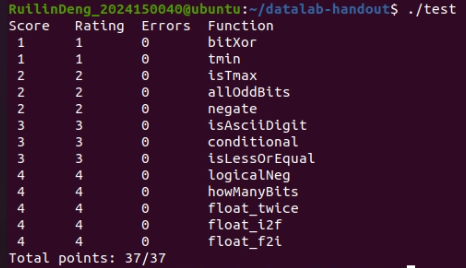 RuilinDeng_2024150040@ubuntu:~/datalab-handout$ ./test
Score Rating Errors Function
1 1 0 bitXor
1 1 0 tmin
2 2 0 isTmax
2 2 0 allOddBits
2 2 0 negate
3 3 0 isAsciiDigit
3 3 0 conditional
3 3 0 isLessOrEqual
4 4 0 logicalNeg
4 4 0 howManyBits
4 4 0 float_twice
4 4 0 float_i2f
4 4 0 float_f2i
Total points: 37/37